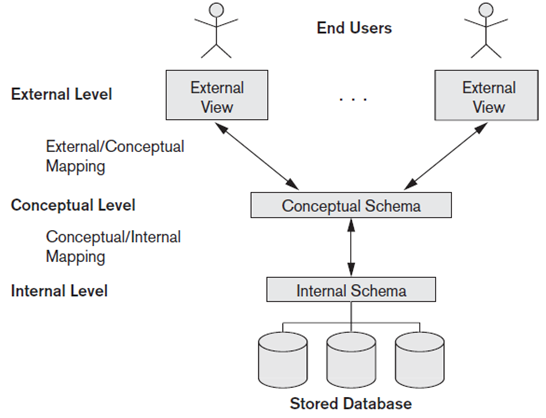 End Users
External Level
External
View
. . .
External
View
External/Conceptual
Mapping
Conceptual Level
Conceptual Schema
Conceptual/Internal
Mapping
Internal Level
Internal Schema
Stored Database